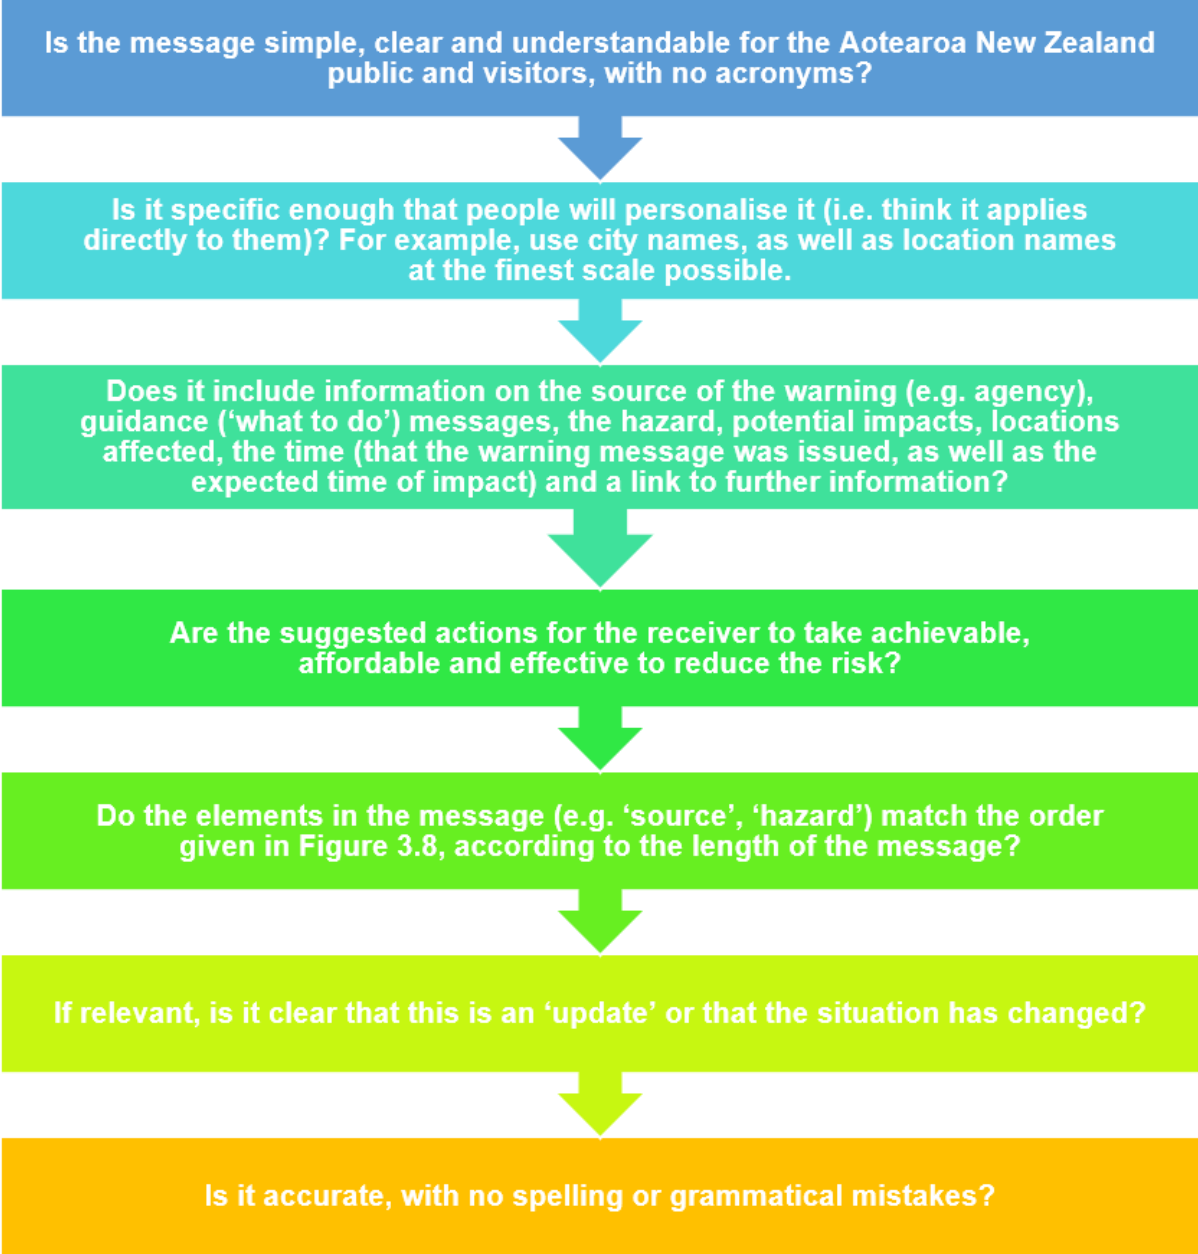 Is the message simple, clear and understandable for the Aotearoa New Zealand
public and visitors, with no acronyms?
Is it specific enough that people will personalise it (i.e. think it applies
directly to them)? For example, use city names, as well as location names
at the finest scale possible.
Does it include information on the source of the warning (e.g. agency),
guidance (‘what to do’) messages, the hazard, potential impacts, locations
affected, the time (that the warning message was issued, as well as the
expected time of impact) and a link to further information?
Are the suggested actions for the receiver to take achievable,
affordable and effective to reduce the risk?
Do the elements in the message (e.g. ‘source’, ‘hazard’) match the order
given in Figure 3.8, according to the length of the message?
If relevant, is it clear that this is an ‘update’ or that the situation has changed?
Is it accurate, with no spelling or grammatical mistakes?